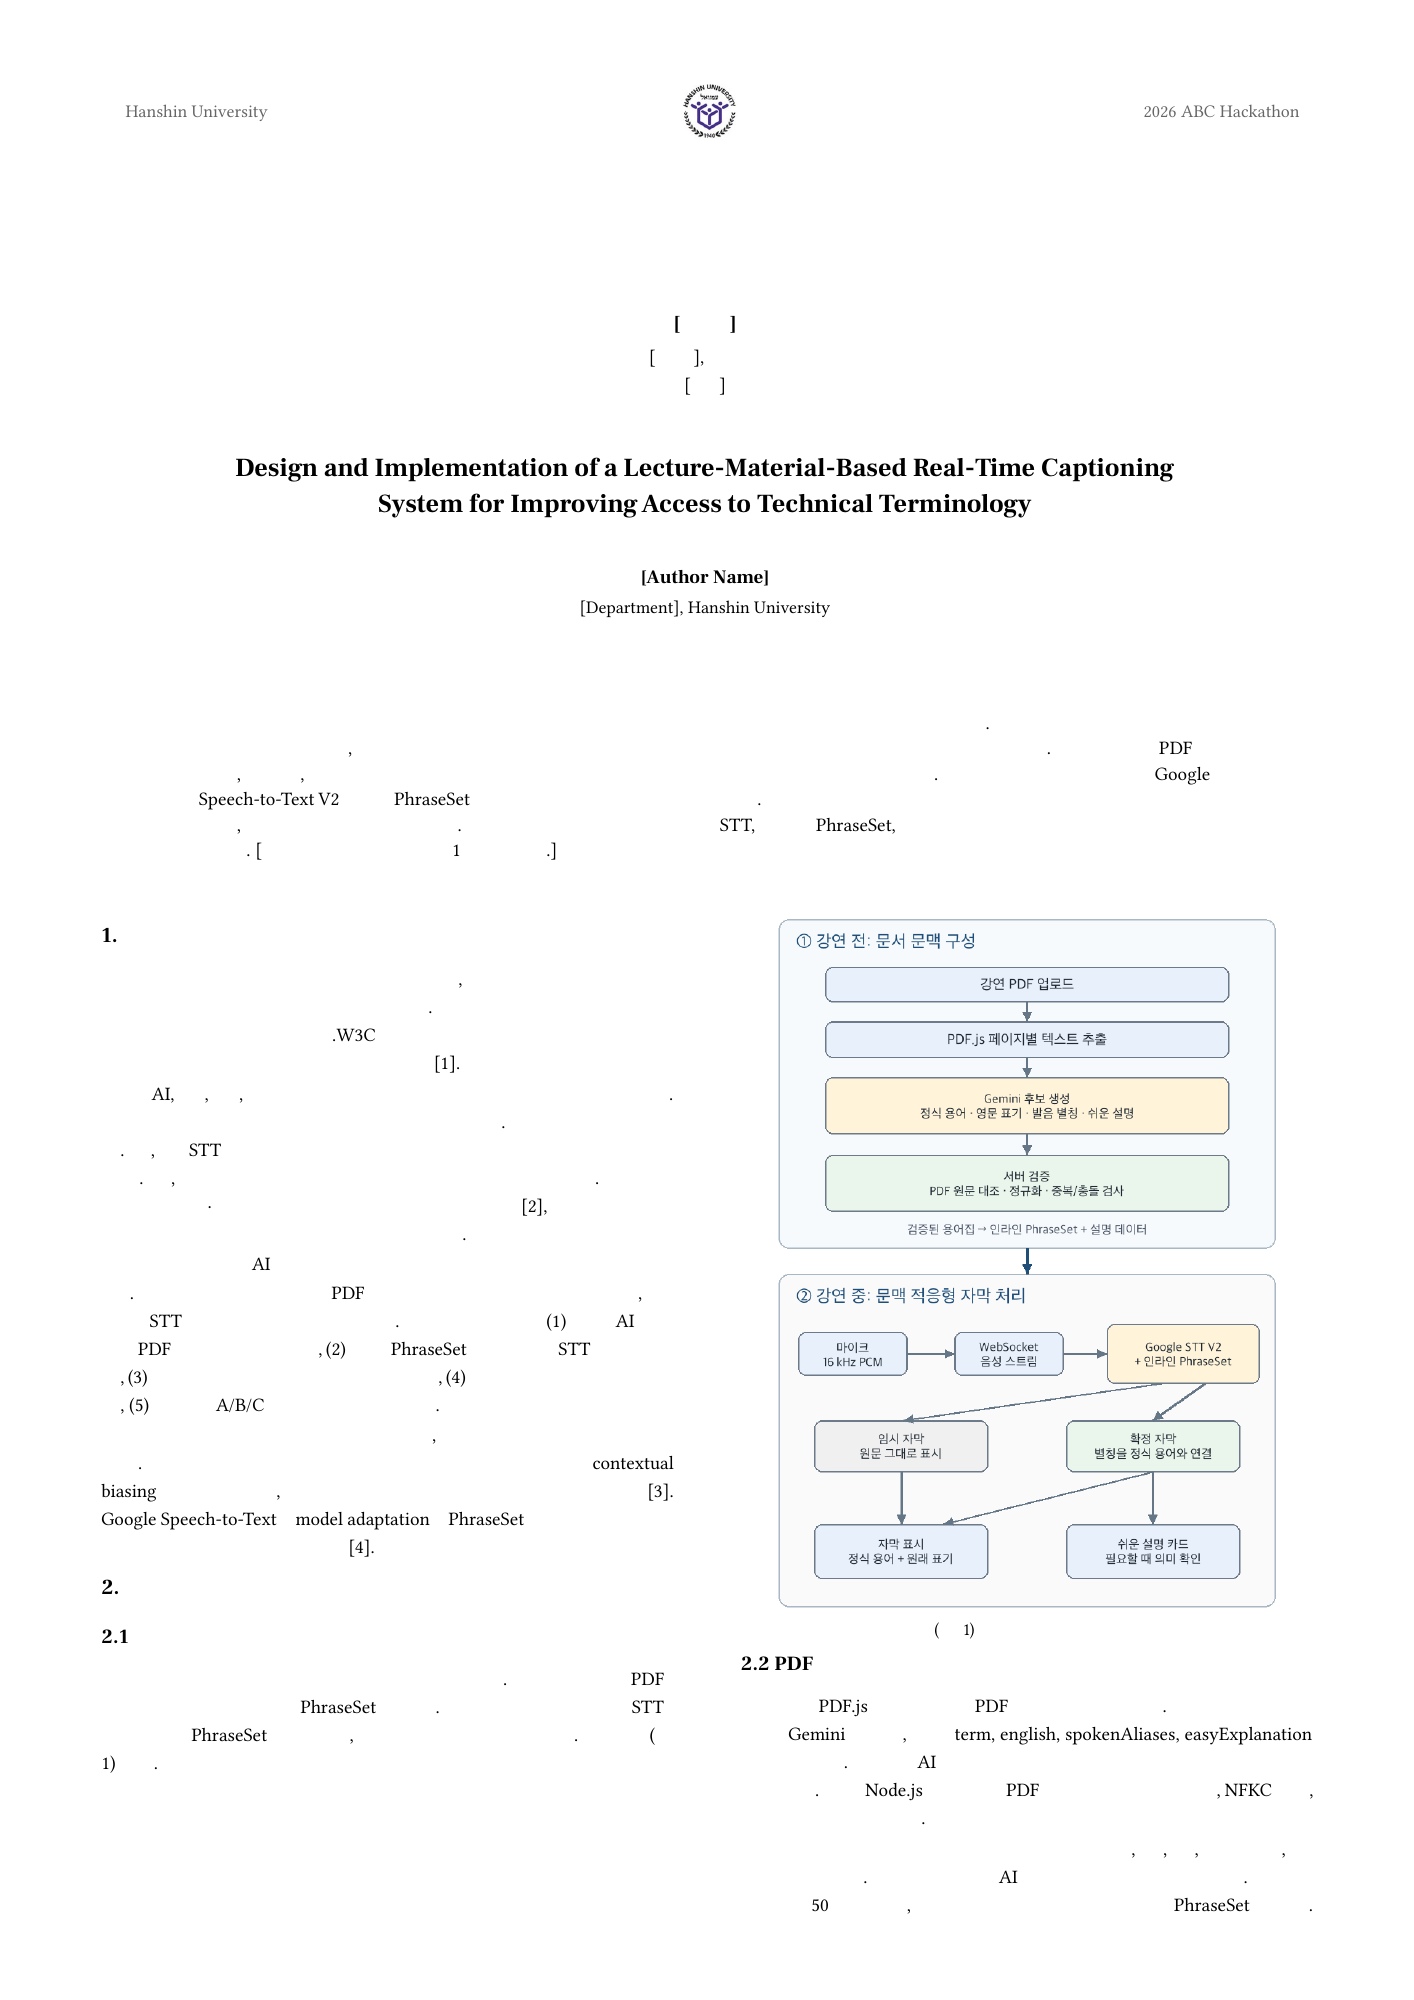 Hanshin University
HANSHIN UNIVERSITY
1940
2026 ABC Hackathon
[ ]
[ ],
[ ]
Design and Implementation of a Lecture-Material-Based Real-Time Captioning
System for Improving Access to Technical Terminology
[Author Name]
[Department], Hanshin University
.
, . PDF
, , . Google
Speech-to-Text V2 PhraseSet .
, . STT, PhraseSet,
. [ 1 .]
1.
,
.
.W3C
[1].
AI, , , .
.
. , STT
. , .
. [2],
.
AI
. PDF ,
STT . (1) AI
PDF , (2) PhraseSet STT
, (3) , (4)
, (5) A/B/C .
,
. contextual
biasing , [3].
Google Speech-to-Text model adaptation PhraseSet
[4].
2.
2.1
. PDF
PhraseSet . STT
PhraseSet , . (
1) .
① 강연 전: 문서 문맥 구성
강연 PDF 업로드
PDF.js 페이지별 텍스트 추출
Gemini 후보 생성
정식 용어 · 영문 표기 · 발음 별칭 · 쉬운 설명
서버 검증
PDF 원문 대조 · 정규화 · 중복/충돌 검사
검증된 용어집 → 인라인 PhraseSet + 설명 데이터
② 강연 중: 문맥 적응형 자막 처리
마이크
16 kHz PCM
WebSocket
음성 스트림
Google STT V2
+ 인라인 PhraseSet
임시 자막
원문 그대로 표시
확정 자막
별칭을 정식 용어와 연결
자막 표시
정식 용어 + 원래 표기
쉬운 설명 카드
필요할 때 의미 확인
( 1)
2.2 PDF
PDF.js PDF .
Gemini , term, english, spokenAliases, easyExplanation
. AI
. Node.js PDF , NFKC ,
.
, , , ,
. AI .
50 , PhraseSet .